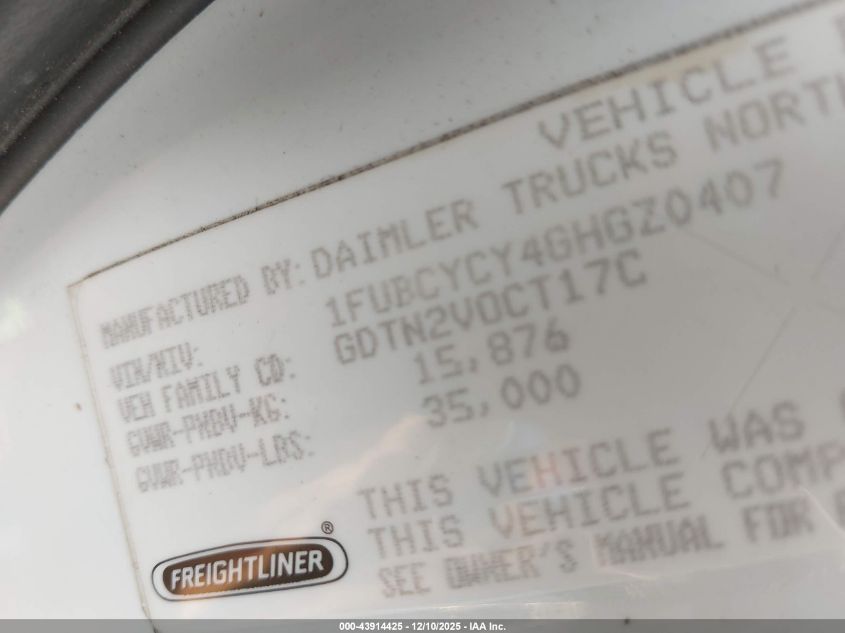 VEHICLE
MANUFACTURED BY: DAIMLER TRUCKS NORTH
VIN/NIV: 1FUBCYCY4GHGZ0407
VEH FAMILY CD: GDTN2VOCT17C
GVWR-PNBV-KG: 15,876
GVWR-PNBV-LBS: 35,000
THIS VEHICLE WAS
THIS VEHICLE COMP
SEE OWNER'S MANUAL FOR
FREIGHTLINER®
000-43914425 - 12/10/2025 - IAA Inc.